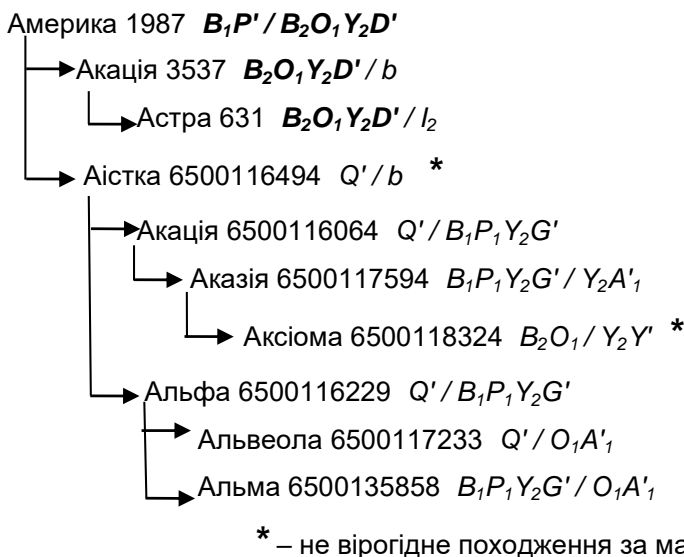 Америка 1987 B₁P' / B₂O₁Y₂D'
Акація 3537 B₂O₁Y₂D' / b
Астра 631 B₂O₁Y₂D' / I₂
Аістка 6500116494 Q' / b *
Акація 6500116064 Q' / B₁P₁Y₂G'
Аказія 6500117594 B₁P₁Y₂G' / Y₂A'₁
Аксіома 6500118324 B₂O₁ / Y₂Y' *
Альфа 6500116229 Q' / B₁P₁Y₂G'
Альвеола 6500117233 Q' / O₁A'₁
Альма 6500135858 B₁P₁Y₂G' / O₁A'₁
* – не вірогідне походження за ма